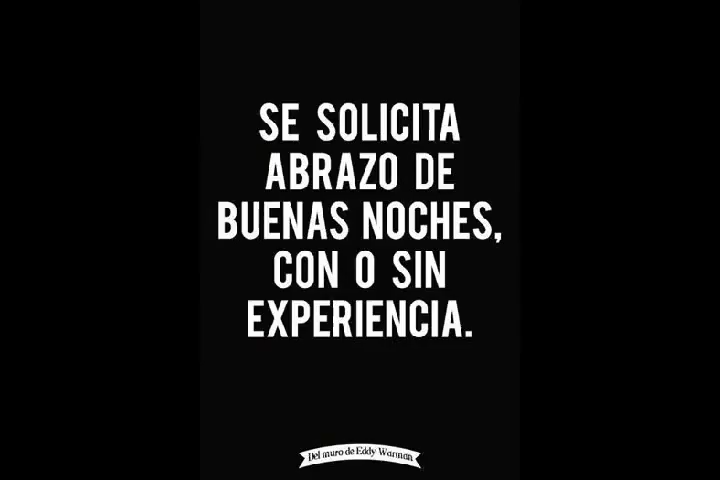 SE SOLICITA
ABRAZO DE
BUENAS NOCHES,
CON O SIN
EXPERIENCIA.
Del muro de Eddy Warman